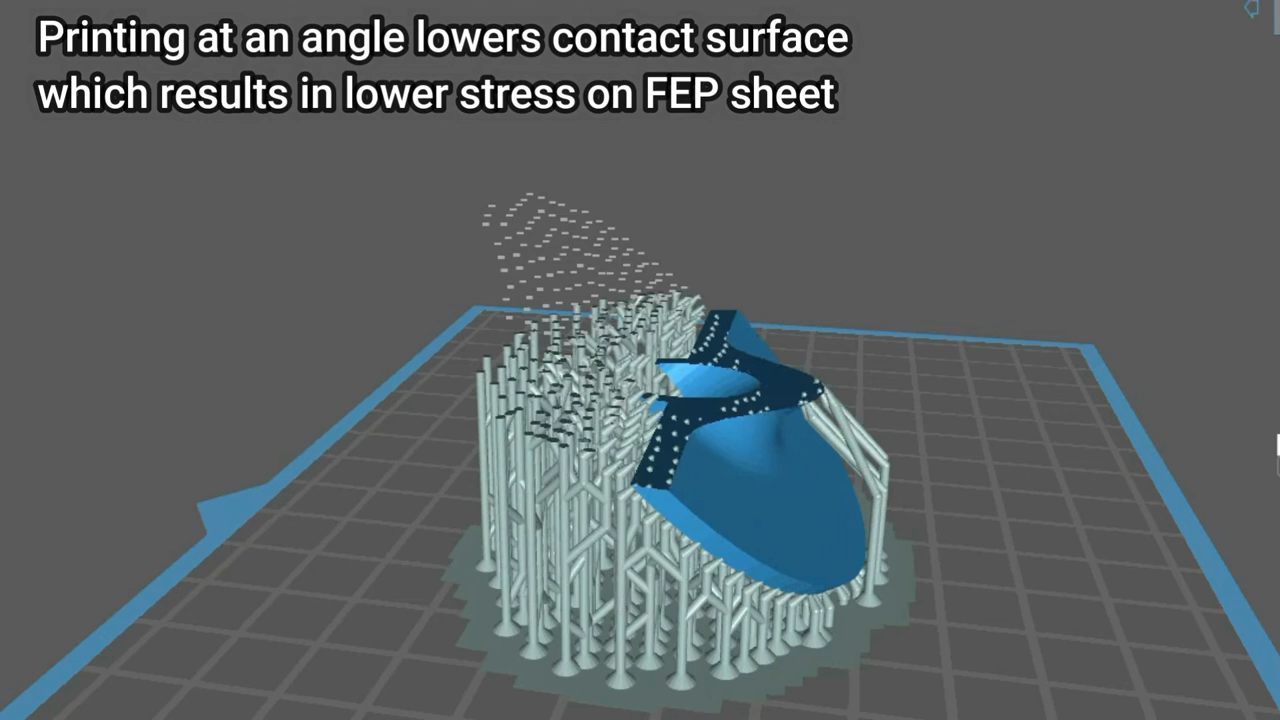 Printing at an angle lowers contact surface
which results in lower stress on FEP sheet